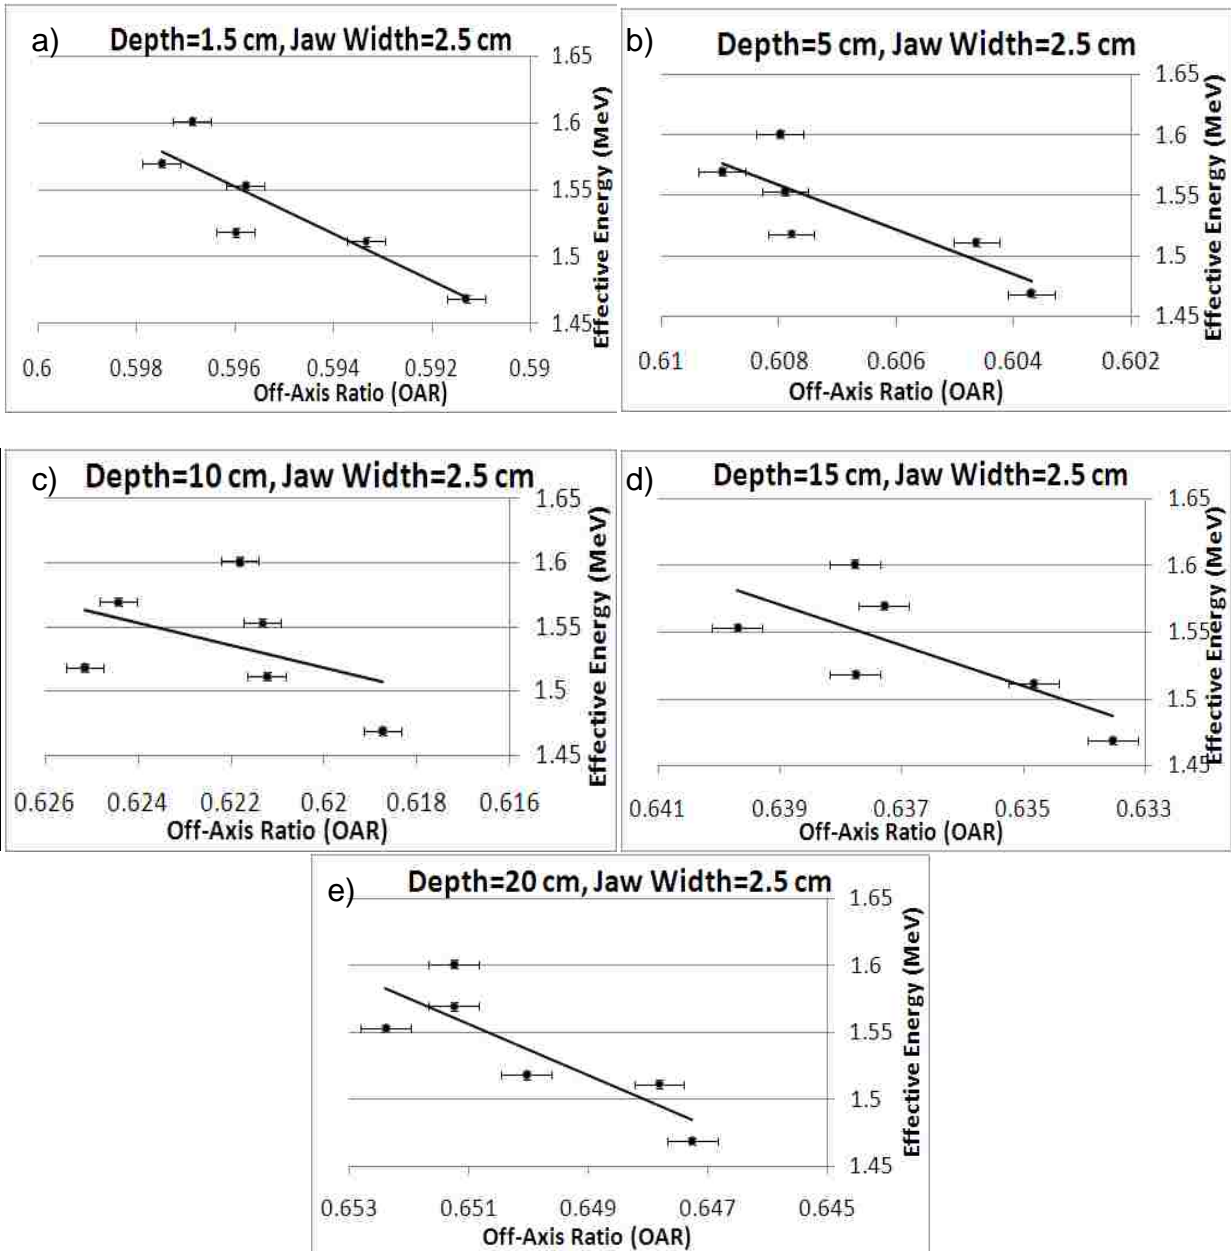 a) Depth=1.5 cm, Jaw Width=2.5 cm
1.65
1.6
1.55
1.5
1.45
Effective Energy (MeV)
0.6 0.598 0.596 0.594 0.592 0.59
Off-Axis Ratio (OAR)
b) Depth=5 cm, Jaw Width=2.5 cm
1.65
1.6
1.55
1.5
1.45
Effective Energy (MeV)
0.61 0.608 0.606 0.604 0.602
Off-Axis Ratio (OAR)
c) Depth=10 cm, Jaw Width=2.5 cm
1.65
1.6
1.55
1.5
1.45
Effective Energy (MeV)
0.626 0.624 0.622 0.62 0.618 0.616
Off-Axis Ratio (OAR)
d) Depth=15 cm, Jaw Width=2.5 cm
1.65
1.6
1.55
1.5
1.45
Effective Energy (MeV)
0.641 0.639 0.637 0.635 0.633
Off-Axis Ratio (OAR)
e) Depth=20 cm, Jaw Width=2.5 cm
1.65
1.6
1.55
1.5
1.45
Effective Energy (MeV)
0.653 0.651 0.649 0.647 0.645
Off-Axis Ratio (OAR)